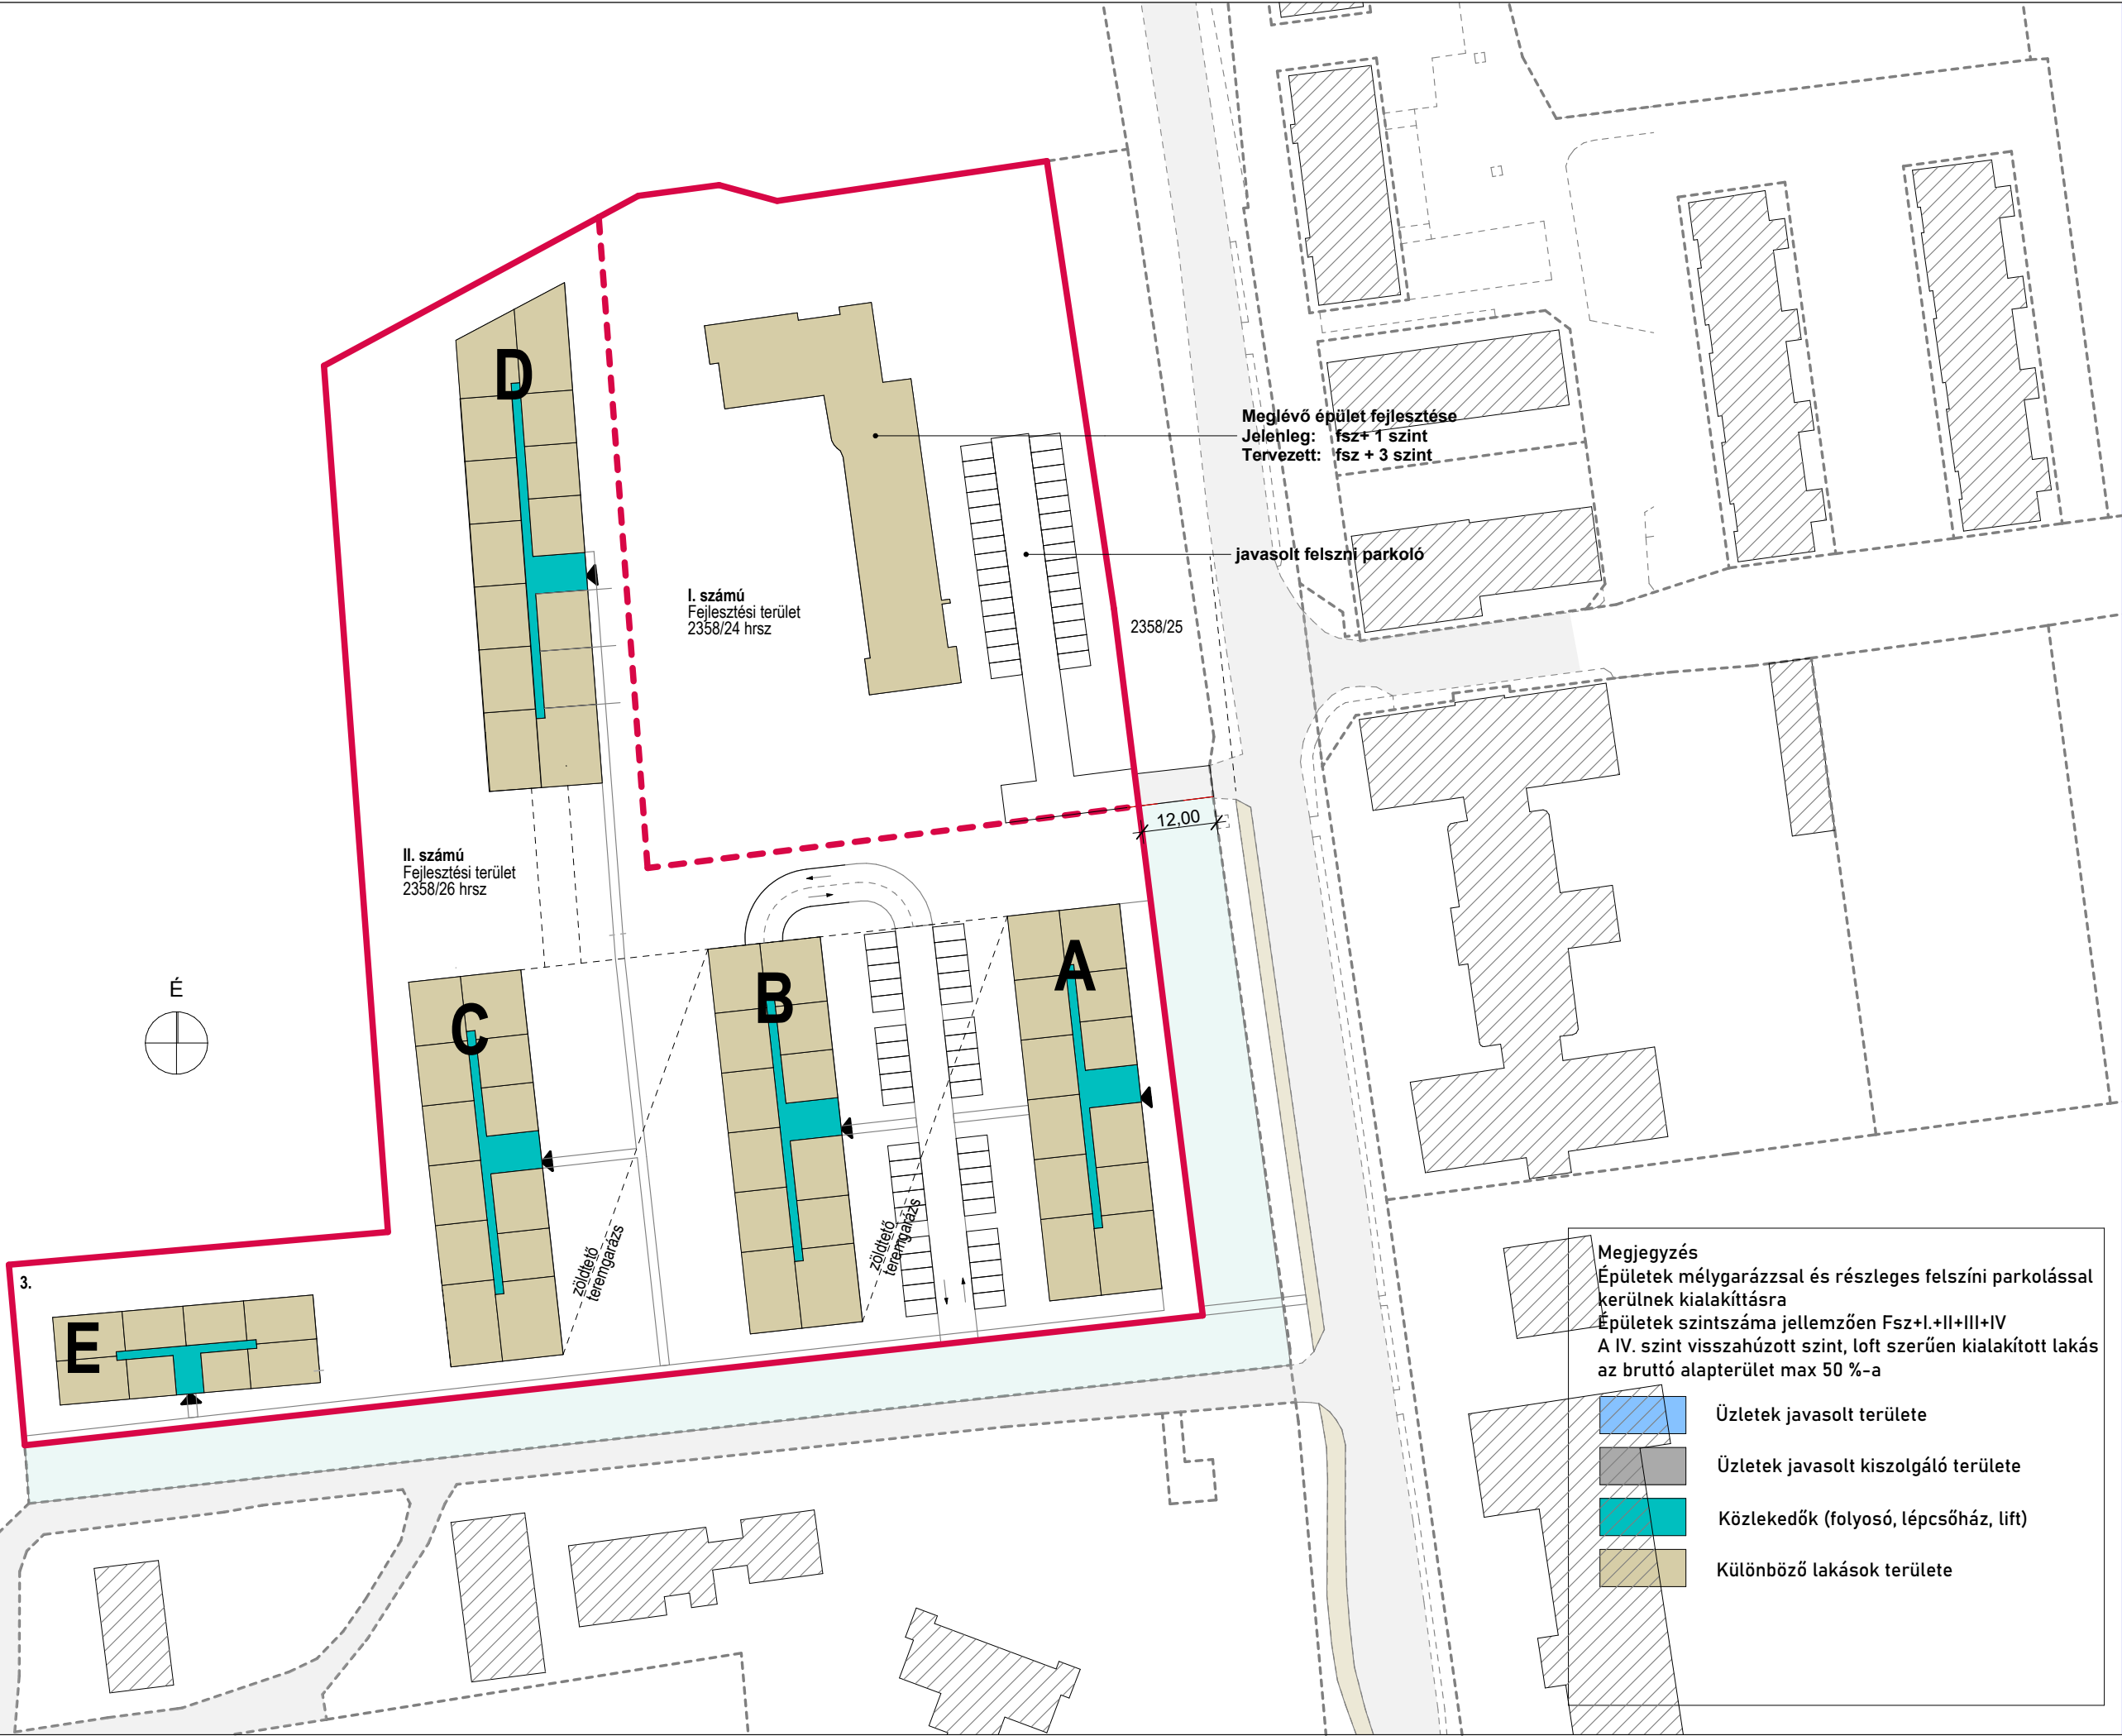 D
Meglévő épület fejlesztése
Jelenleg: fsz+ 1 szint
Tervezett: fsz + 3 szint
javasolt felszni parkoló
I. számú
Fejlesztési terület
2358/24 hrsz
2358/25
12,00
II. számú
Fejlesztési terület
2358/26 hrsz
É
A
B
C
zöldtető
teremgarázs
zöldtető
teremgarázs
3.
E
Megjegyzés
Épületek mélygarázzsal és részleges felszíni parkolással
kerülnek kialakíttásra
Épületek szintszáma jellemzően Fsz+I.+II+III+IV
A IV. szint visszahúzott szint, loft szerűen kialakított lakás
az bruttó alapterület max 50 %-a
Üzletek javasolt területe
Üzletek javasolt kiszolgáló területe
Közlekedők (folyosó, lépcsőház, lift)
Különböző lakások területe